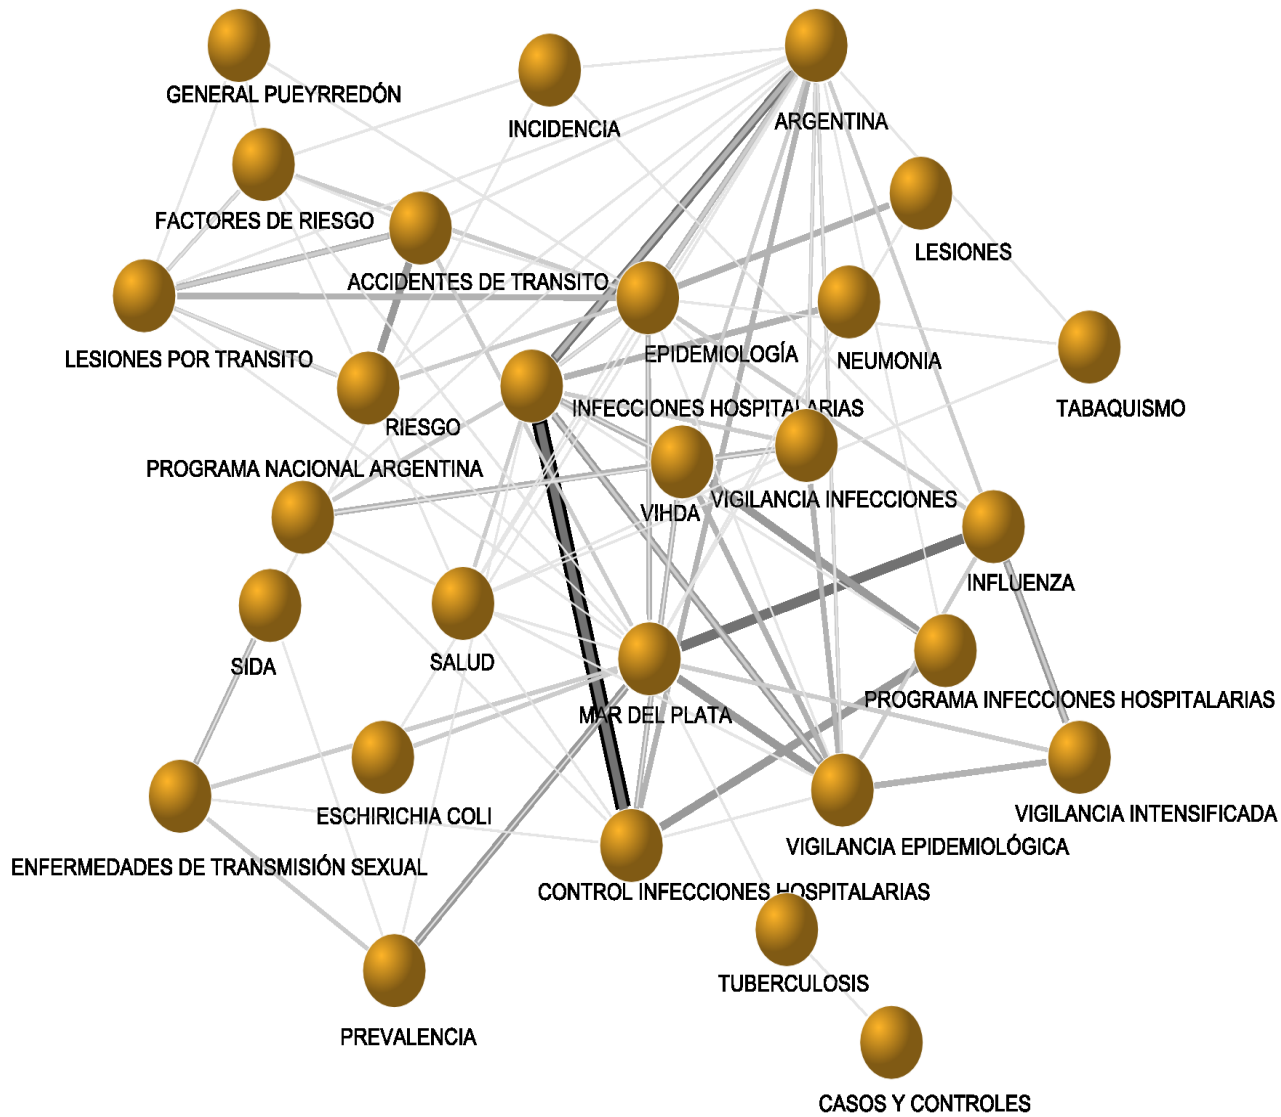 GENERAL PUEYRREDÓN
INCIDENCIA
ARGENTINA
FACTORES DE RIESGO
LESIONES
ACCIDENTES DE TRANSITO
LESIONES POR TRANSITO
EPIDEMIOLOGÍA
NEUMONIA
INFECCIONES HOSPITALARIAS
TABAQUISMO
RIESGO
PROGRAMA NACIONAL ARGENTINA
VIGILANCIA INFECCIONES
VIHDA
INFLUENZA
SIDA
SALUD
PROGRAMA INFECCIONES HOSPITALARIAS
MAR DEL PLATA
ESCHIRICHIA COLI
VIGILANCIA INTENSIFICADA
VIGILANCIA EPIDEMIOLÓGICA
ENFERMEDADES DE TRANSMISIÓN SEXUAL
CONTROL INFECCIONES HOSPITALARIAS
TUBERCULOSIS
PREVALENCIA
CASOS Y CONTROLES